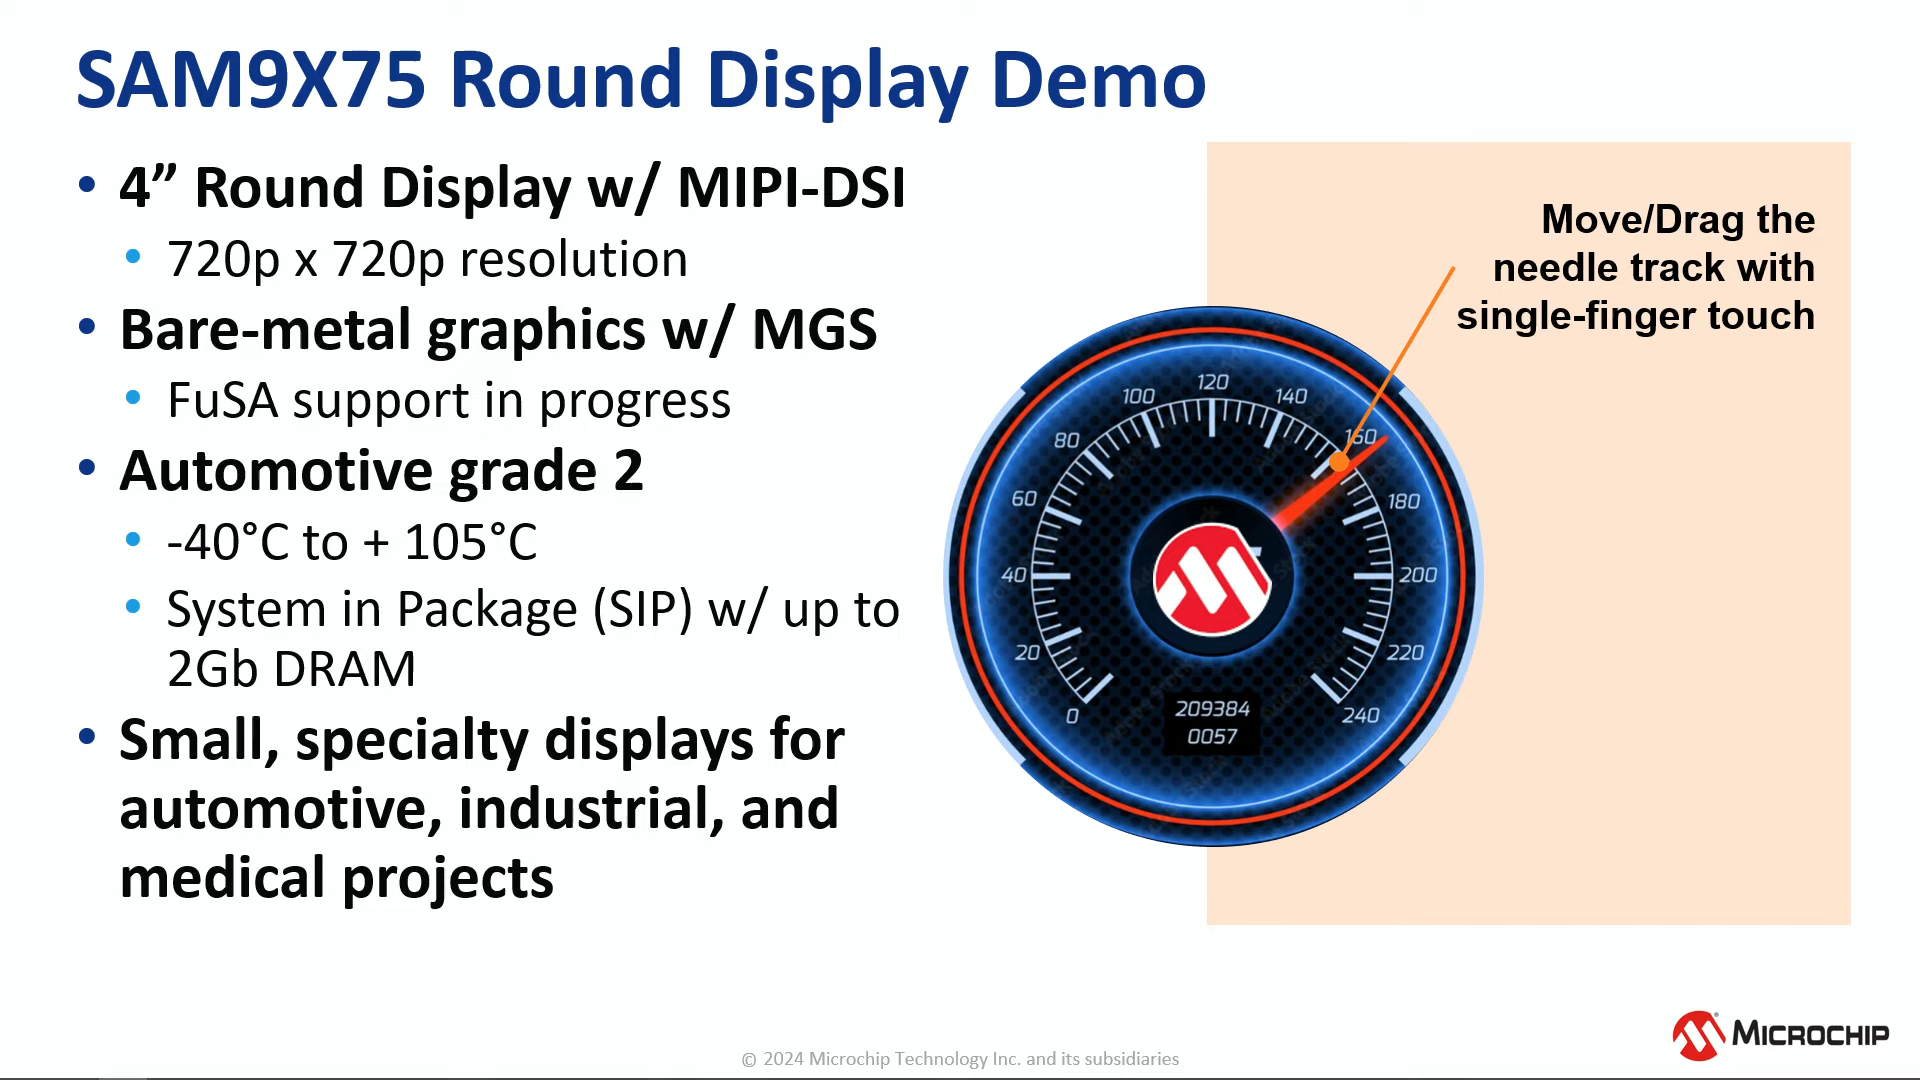 SAM9X75 Round Display Demo
• 4” Round Display w/ MIPI-DSI
• 720p x 720p resolution
• Bare-metal graphics w/ MGS
• FuSA support in progress
• Automotive grade 2
• -40°C to + 105°C
• System in Package (SIP) w/ up to
2Gb DRAM
• Small, specialty displays for
automotive, industrial, and
medical projects
Move/Drag the
needle track with
single-finger touch
0
20
40
60
80
100
120
140
160
180
200
220
240
209384
0057
MICROCHIP
© 2024 Microchip Technology Inc. and its subsidiaries